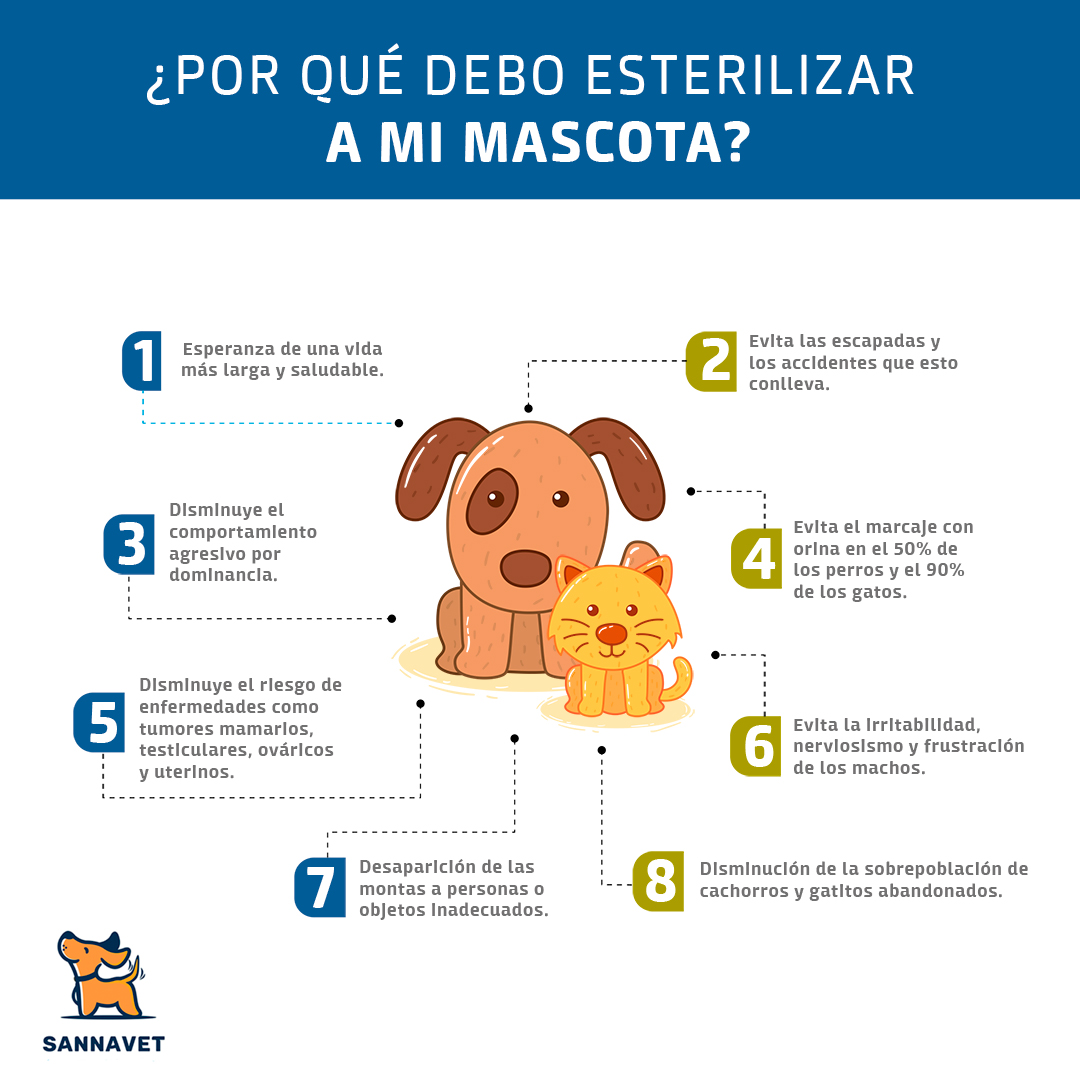 ¿POR QUÉ DEBO ESTERILIZAR
A MI MASCOTA?
1
Esperanza de una vida
más larga y saludable.
2
Evita las escapadas y
los accidentes que esto
conlleva.
3
Disminuye el
comportamiento
agresivo por
dominancia.
4
Evita el marcaje con
orina en el 50% de
los perros y el 90%
de los gatos.
5
Disminuye el riesgo de
enfermedades como
tumores mamarios,
testiculares, ováricos
y uterinos.
6
Evita la irritabilidad,
nerviosismo y frustración
de los machos.
7
Desaparición de las
montas a personas o
objetos inadecuados.
8
Disminución de la sobrepoblación de
cachorros y gatitos abandonados.
SANNAVET